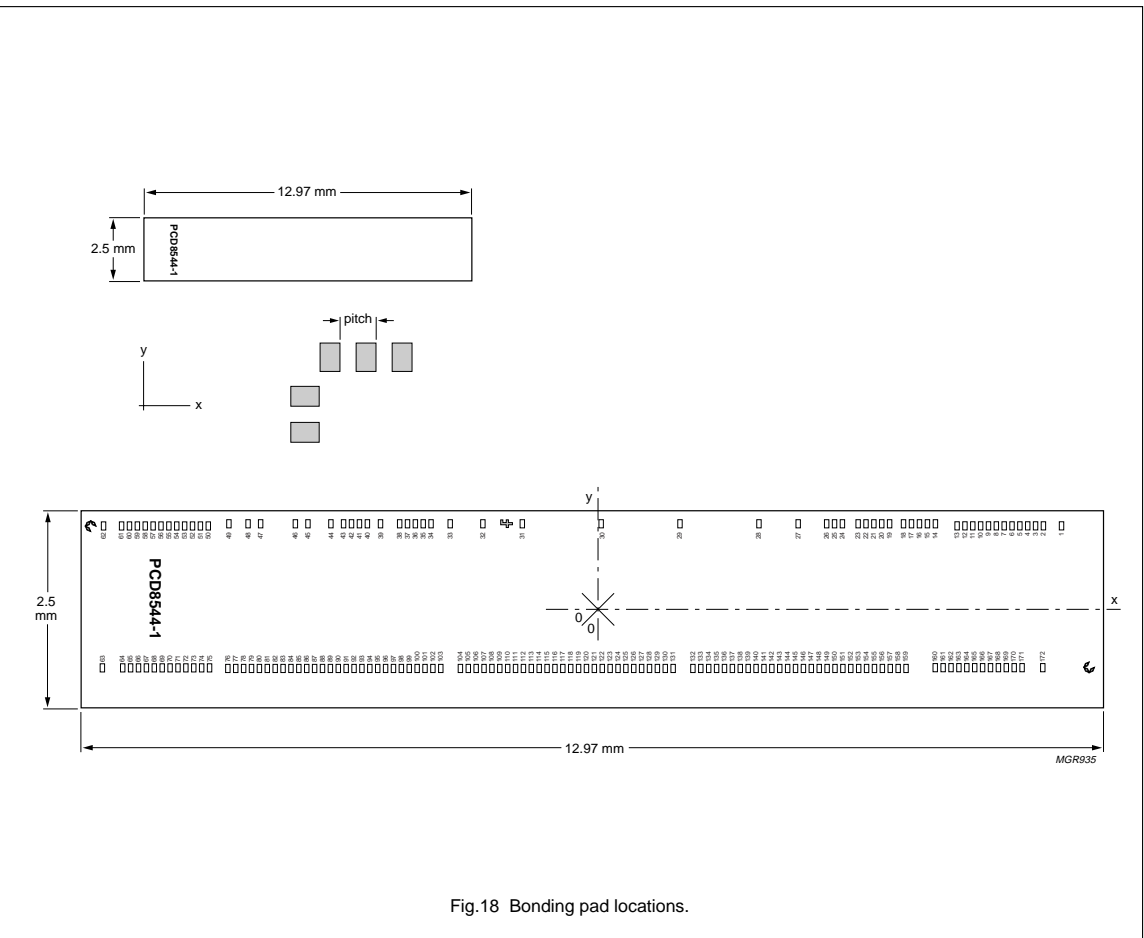 12.97 mm
2.5 mm
PCD8544-1
pitch
y
x
y
62 61 60 59 58 57 56 55 54 53 52 51 50 49 48 47 46 45 44 43 42 41 40 39 38 37 36 35 34 33 32 31 30 29 28 27 26 25 24 23 22 21 20 19 18 17 16 15 14 13 12 11 10 9 8 7 6 5 4 3 2 1
PCD8544-1
2.5
mm
x
0
0
63 64 65 66 67 68 69 70 71 72 73 74 75 76 77 78 79 80 81 82 83 84 85 86 87 88 89 90 91 92 93 94 95 96 97 98 99 100 101 102 103 104 105 106 107 108 109 110 111 112 113 114 115 116 117 118 119 120 121 122 123 124 125 126 127 128 129 130 131 132 133 134 135 136 137 138 139 140 141 142 143 144 145 146 147 148 149 150 151 152 153 154 155 156 157 158 159 160 161 162 163 164 165 166 167 168 169 170 171 172
12.97 mm
MGR935
Fig.18 Bonding pad locations.